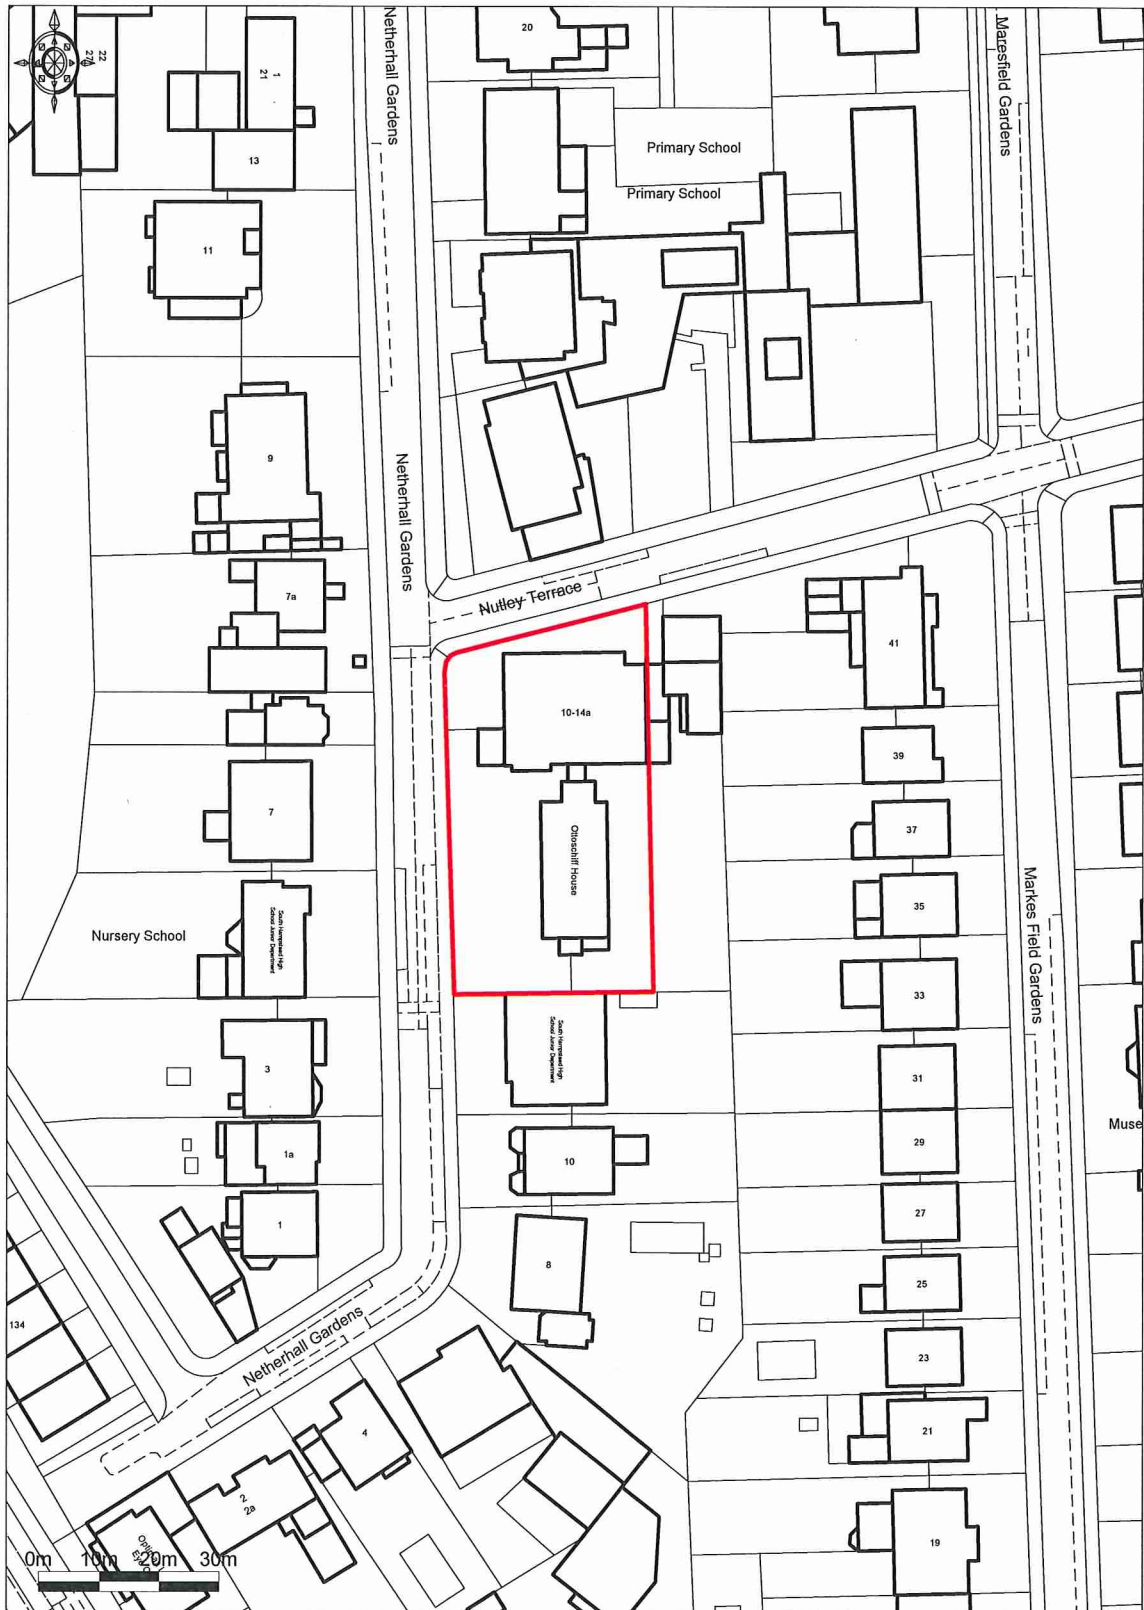 Netherhall Gardens
20
Maresfield Gardens
22
27
1
21
13
Primary School
Primary School
11
9
Netherhall Gardens
7a
Nutley Terrace
41
10-14a
39
7
37
Ottoschiff House
35
Nursery School
South Hampstead High
School Junior Department
33
Markes Field Gardens
3
South Hampstead High
School Junior Department
31
29
Muse
1a
10
27
1
8
25
134
Netherhall Gardens
23
4
21
2
2a
19
0m 10m 20m 30m